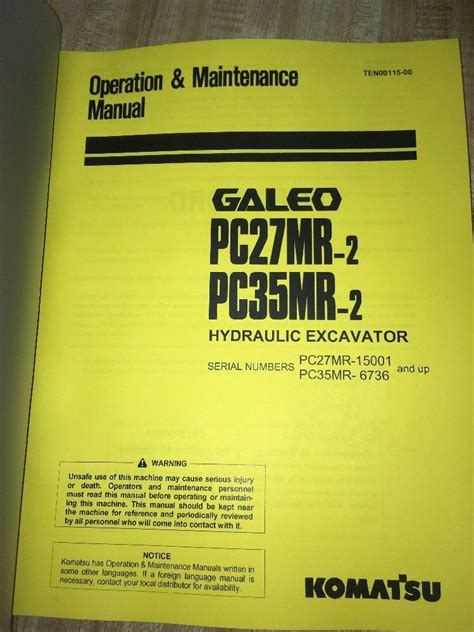 Operation & Maintenance
Manual
TEN00115-00
GALEO
PC27MR-2
PC35MR-2
HYDRAULIC EXCAVATOR
SERIAL NUMBERS PC27MR-15001 and up
PC35MR- 6736
WARNING
Unsafe use of this machine may cause serious injury
or death. Operators and maintenance personnel
must read this manual before operating or maintain-
ing this machine. This manual should be kept near
the machine for reference and periodically reviewed
by all personnel who will come into contact with it.
NOTICE
Komatsu has Operation & Maintenance Manuals written in
some other languages. If a foreign language manual is
necessary, contact your local distributor for availability.
KOMATSU